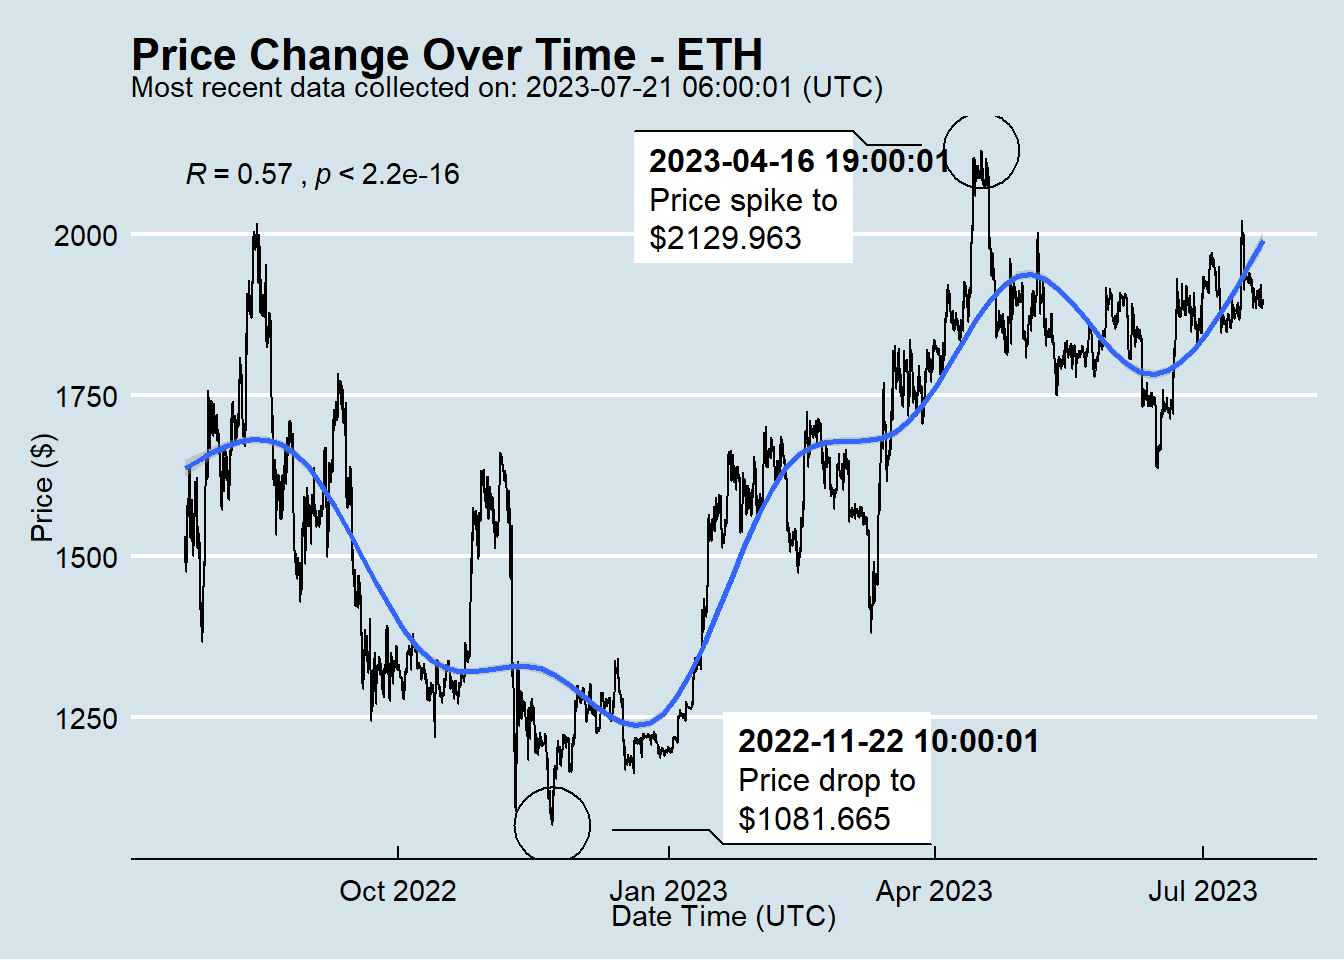 Price Change Over Time - ETH
Most recent data collected on: 2023-07-21 06:00:01 (UTC)
R = 0.57 , p < 2.2e-16
2023-04-16 19:00:01
Price spike to
$2129.963
2000
1750
1500
1250
Price ($)
2022-11-22 10:00:01
Price drop to
$1081.665
Oct 2022
Jan 2023
Apr 2023
Jul 2023
Date Time (UTC)